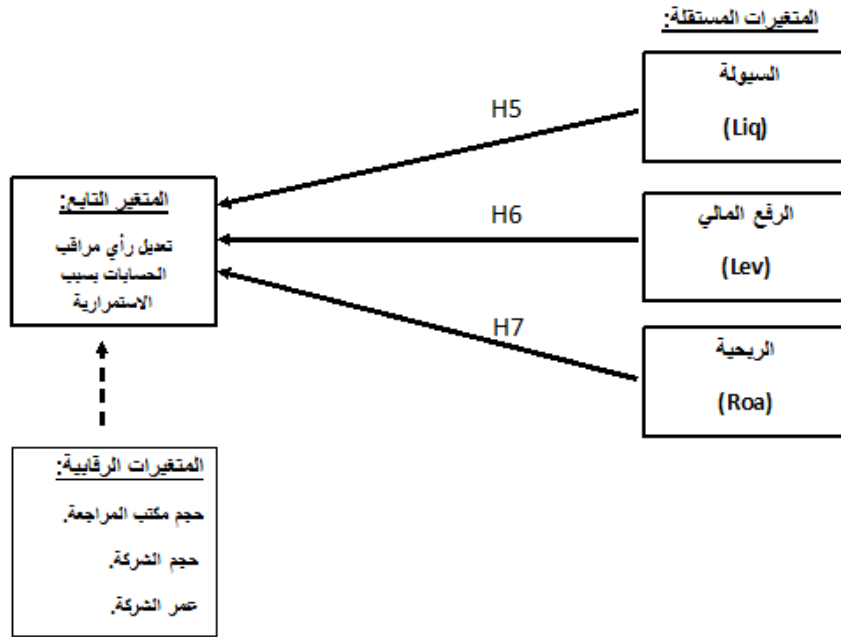 المتغيرات المستقلة:
السيولة
(Liq)
H5
الرفع المالي
(Lev)
H6
الربحية
(Roa)
H7
المتغير التابع:
تعديل رأي مراقب
الحسابات بسبب
الاستمرارية
المتغيرات الرقابية:
حجم مكتب المراجعة.
حجم الشركة.
عمر الشركة.